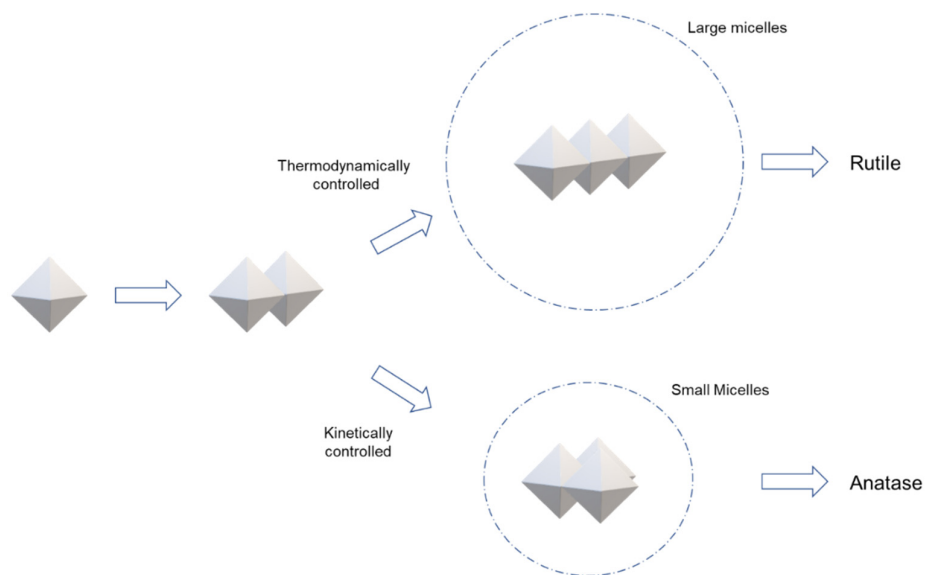 Large micelles
Thermodynamically
controlled
Rutile
Small Micelles
Kinetically
controlled
Anatase